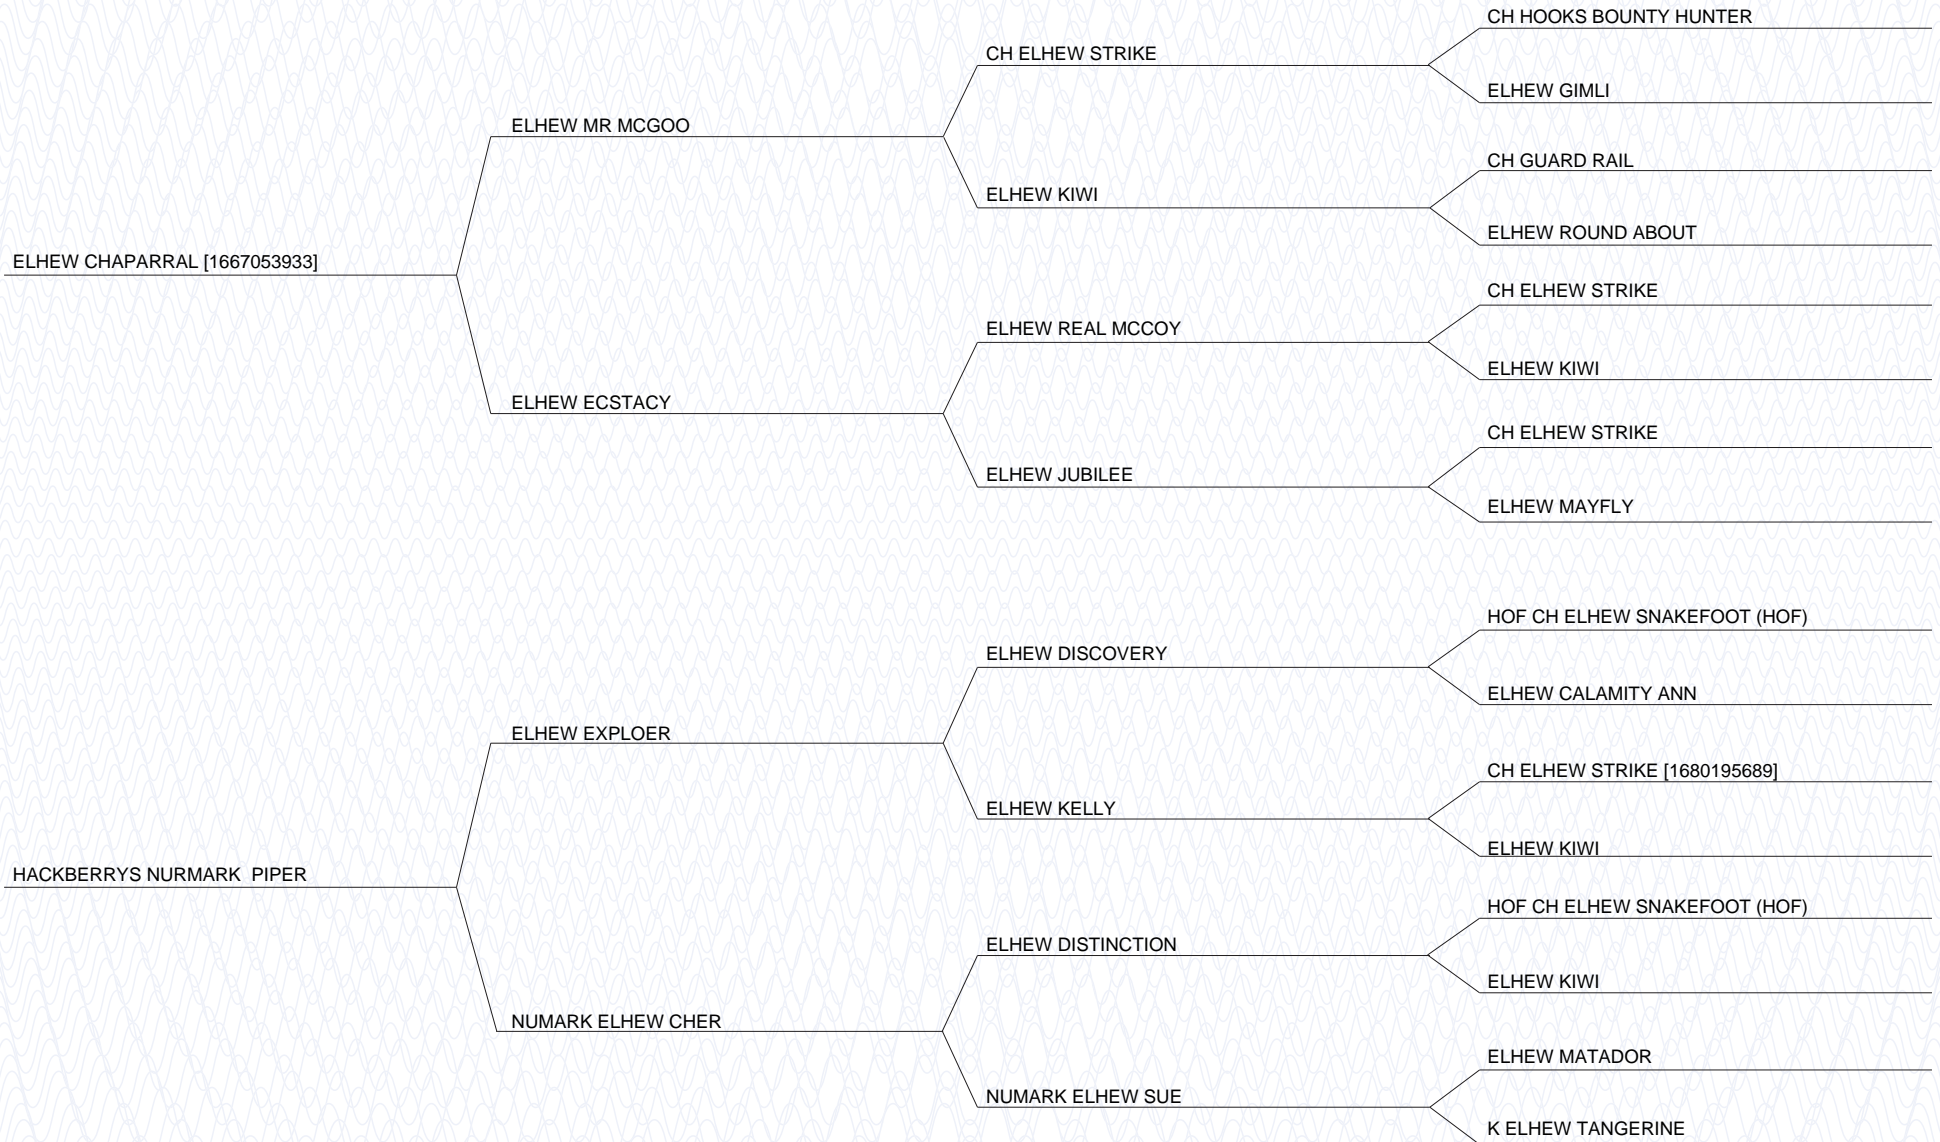 CH HOOKS BOUNTY HUNTER
CH ELHEW STRIKE
ELHEW GIMLI
ELHEW MR MCGOO
CH GUARD RAIL
ELHEW KIWI
ELHEW ROUND ABOUT
ELHEW CHAPARRAL [1667053933]
CH ELHEW STRIKE
ELHEW REAL MCCOY
ELHEW KIWI
ELHEW ECSTACY
CH ELHEW STRIKE
ELHEW JUBILEE
ELHEW MAYFLY
HOF CH ELHEW SNAKEFOOT (HOF)
ELHEW DISCOVERY
ELHEW CALAMITY ANN
ELHEW EXPLOER
CH ELHEW STRIKE [1680195689]
ELHEW KELLY
ELHEW KIWI
HACKBERRYS NURMARK  PIPER
HOF CH ELHEW SNAKEFOOT (HOF)
ELHEW DISTINCTION
ELHEW KIWI
NUMARK ELHEW CHER
ELHEW MATADOR
NUMARK ELHEW SUE
K ELHEW TANGERINE